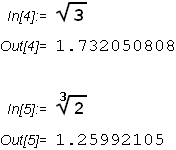 In[4]:= √3
Out[4]= 1.732050808
In[5]:= ∛2
Out[5]= 1.25992105